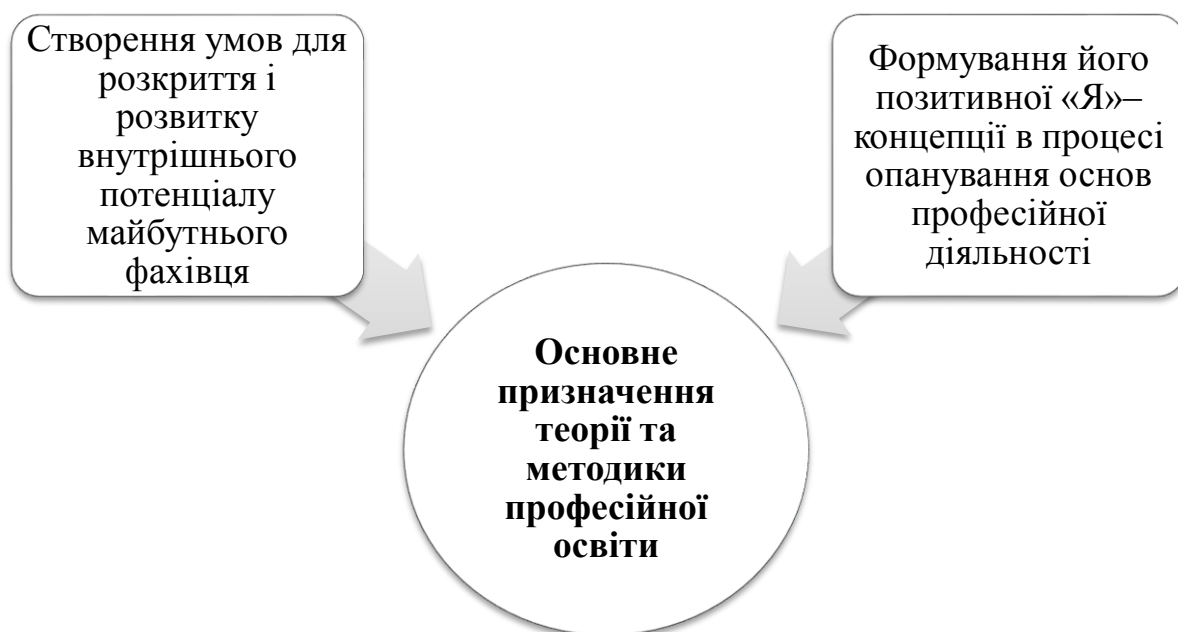 Створення умов для
розкриття і
розвитку
внутрішнього
потенціалу
майбутнього
фахівця
Формування його
позитивної «Я»–
концепції в процесі
опанування основ
професійної
діяльності
Основне
призначення
теорії та
методики
професійної
освіти